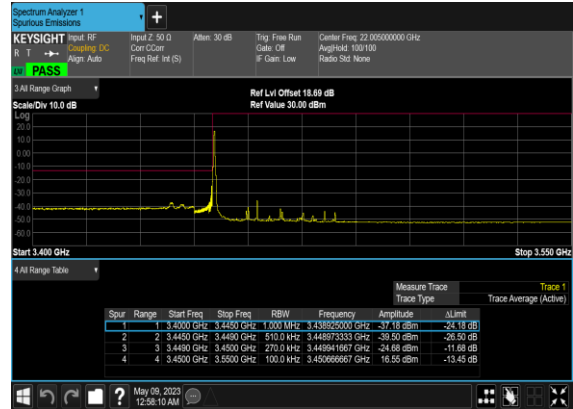 Spectrum Analyzer 1
Spurious Emissions
+
KEYSIGHT Input: RF Input Z: 50 Ω Atten: 30 dB Trig: Free Run Center Freq: 22.005000000 GHz
R T Coupling: DC Corr CCorr Gate: Off Avg|Hold: 100/100
Align: Auto Freq Ref: Int (S) IF Gain: Low Radio Std: None
PASS
3 All Range Graph
Ref Lvl Offset 18.69 dB
Scale/Div 10.0 dB Ref Value 30.00 dBm
Log
20.0
10.0
0.00
-10.0
-20.0
-30.0
-40.0
-50.0
-60.0
Start 3.400 GHz Stop 3.550 GHz
4 All Range Table
Measure Trace Trace 1
Trace Type Trace Average (Active)
Spur Range Start Freq Stop Freq RBW Frequency Amplitude ΔLimit
1 1 3.4000 GHz 3.4450 GHz 1.000 MHz 3.438925000 GHz -37.18 dBm -24.18 dB
2 2 3.4450 GHz 3.4490 GHz 510.0 kHz 3.448973333 GHz -39.50 dBm -26.50 dB
3 3 3.4490 GHz 3.4500 GHz 270.0 kHz 3.449941667 GHz -24.68 dBm -11.68 dB
4 4 3.4500 GHz 3.5500 GHz 100.0 kHz 3.450666667 GHz 16.55 dBm -13.45 dB
? May 09, 2023
12:58:10 AM